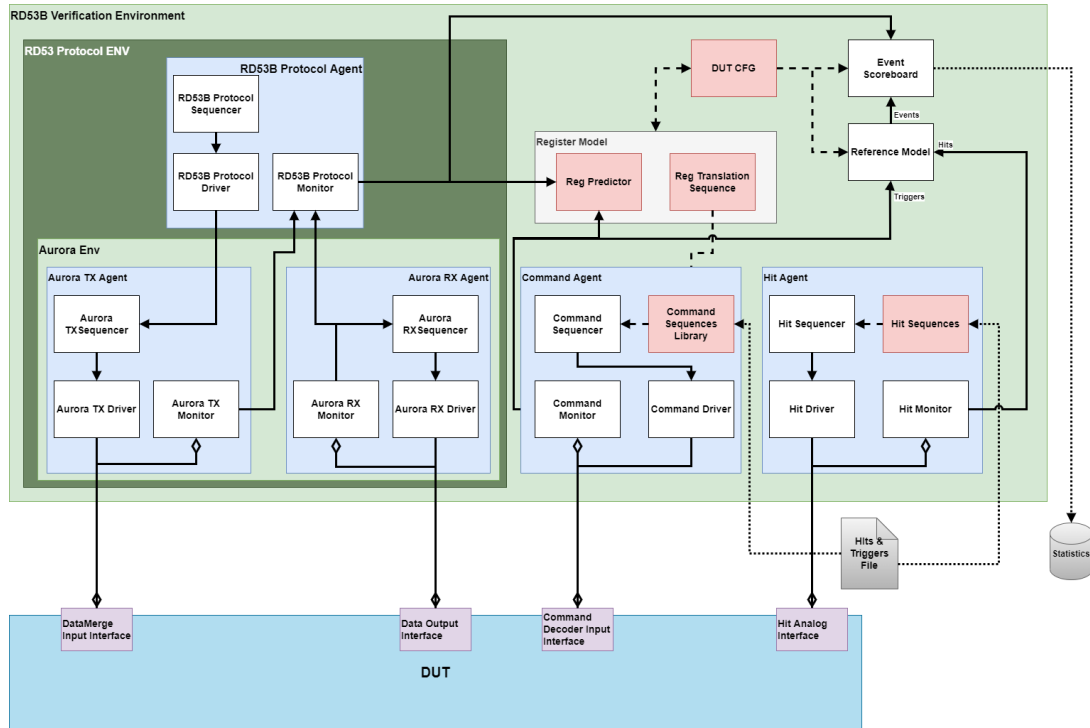 RD53B Verification Environment
RD53 Protocol ENV
RD53B Protocol Agent
RD53B Protocol
Sequencer
RD53B Protocol
Driver
RD53B Protocol
Monitor
DUT CFG
Event
Scoreboard
Events
Reference Model
Hits
Triggers
Register Model
Reg Predictor
Reg Translation
Sequence
Aurora Env
Aurora TX Agent
Aurora
TXSequencer
Aurora TX Driver
Aurora TX
Monitor
Aurora RX Agent
Aurora
RXSequencer
Aurora RX
Monitor
Aurora RX Driver
Command Agent
Command
Sequencer
Command
Sequences
Library
Command
Monitor
Command Driver
Hit Agent
Hit Sequencer
Hit Sequences
Hit Driver
Hit Monitor
Hits &
Triggers
File
Statistics
DataMerge
Input Interface
Data Output
Interface
Command
Decoder Input
Interface
Hit Analog
Interface
DUT